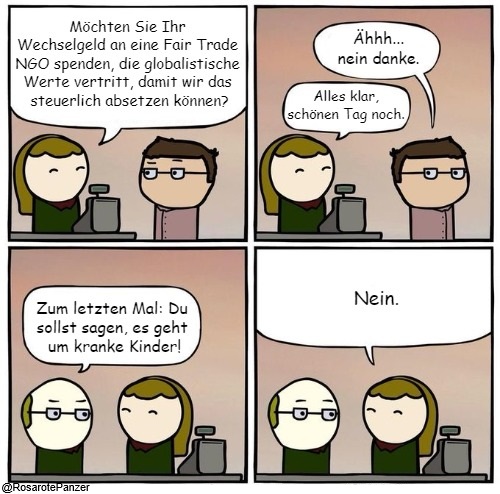 Möchten Sie Ihr
Wechselgeld an eine Fair Trade
NGO spenden, die globalistische
Werte vertritt, damit wir das
steuerlich absetzen können?
Ähhh...
nein danke.
Alles klar,
schönen Tag noch.
Zum letzten Mal: Du
sollst sagen, es geht
um kranke Kinder!
Nein.
@RosarotePanzer